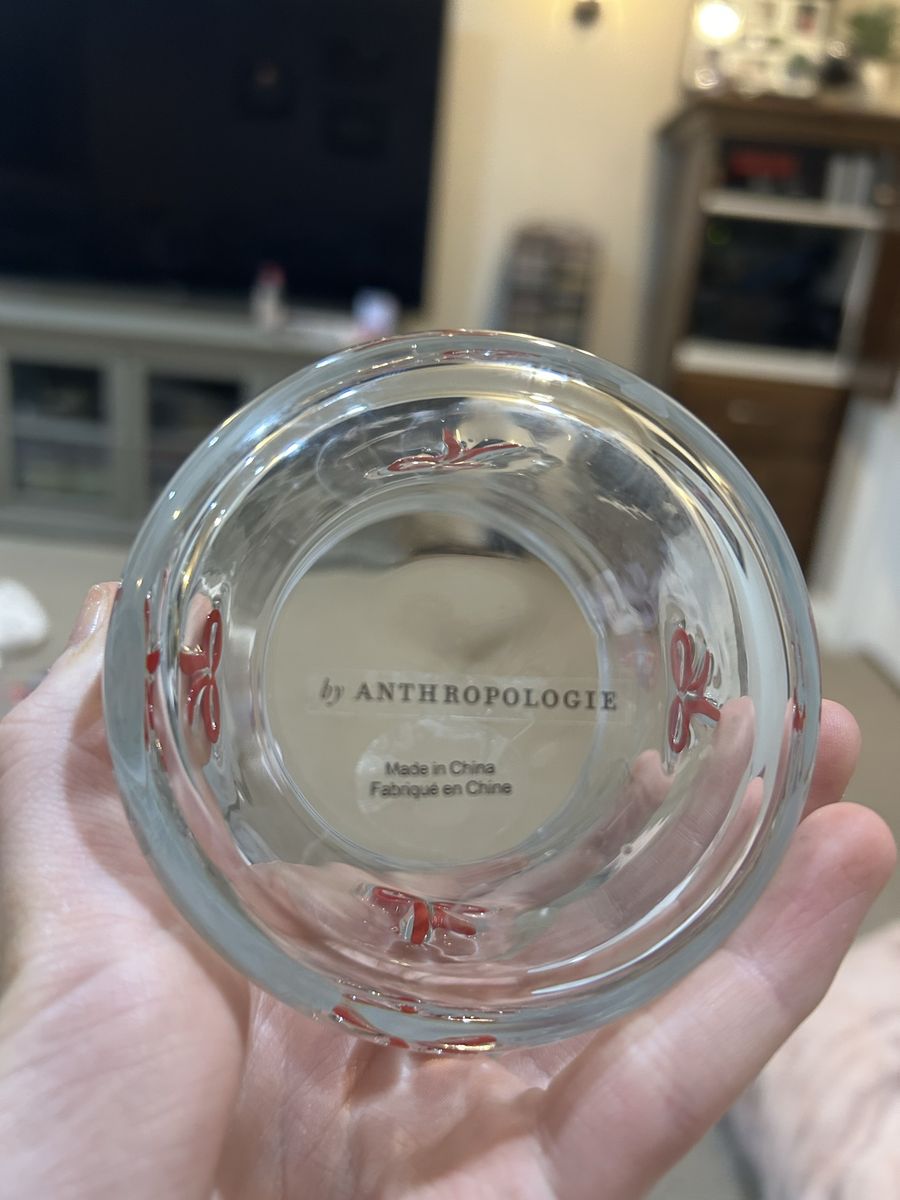 by ANTHROPOLOGIE
Made in China
Fabriqué en Chine